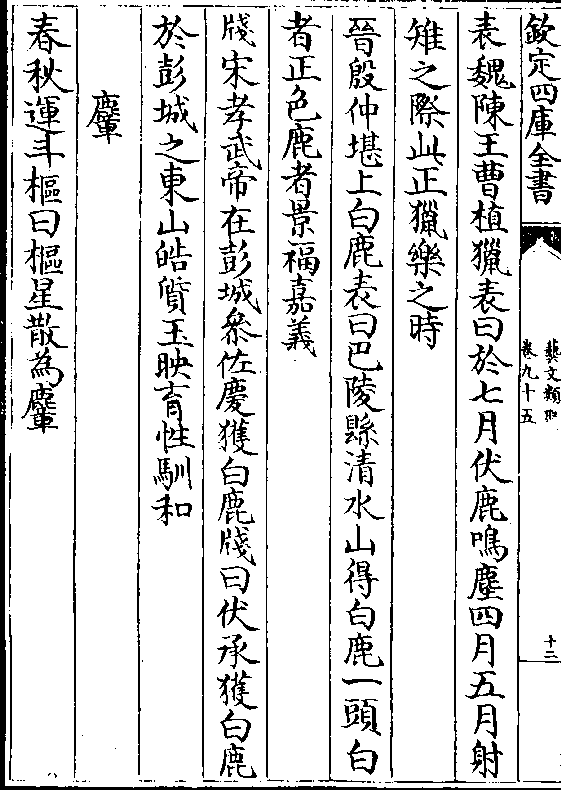 欽定四庫全書
藝文類聚
卷九十五
十三
表魏陳王曹植獵表曰於七月伏鹿鳴塵四月五月射
雉之際此正獵樂之時
晉殷仲堪上白鹿表曰巴陵縣清水山得白鹿一頭白
者正色鹿者景福嘉義
牋宋孝武帝在彭城叅佐慶獲白鹿牋曰伏承獲白鹿
於彭城之東山皓質玉映育性馴和
麞
春秋運斗樞曰樞星散為麞